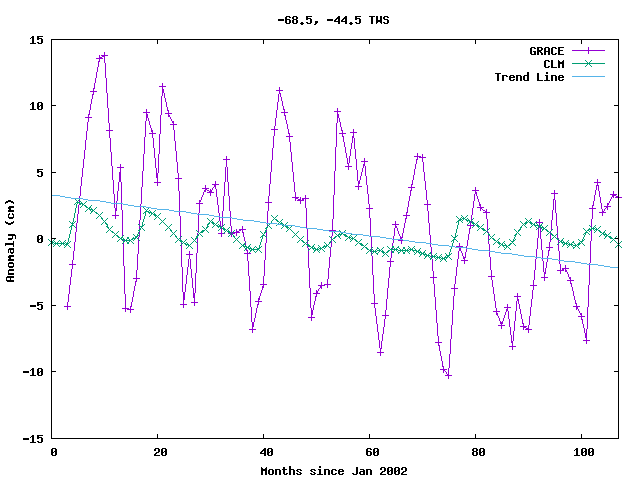 -68.5, -44.5 TWS
GRACE
CLM
Trend Line
15
10
5
0
-5
-10
-15
Anomaly (cm)
0 20 40 60 80 100
Months since Jan 2002